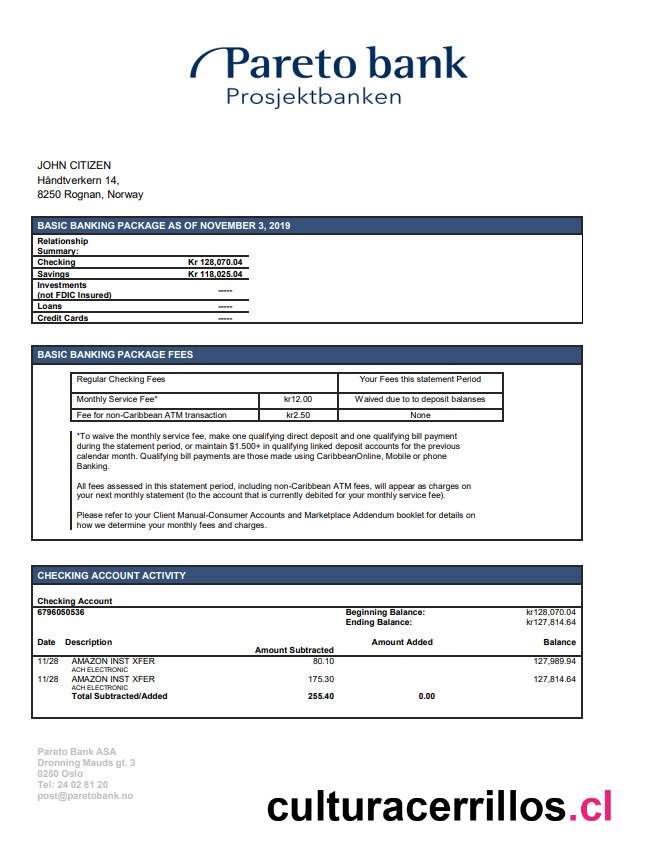 Pareto bank
Prosjektbanken
JOHN CITIZEN
Håndtverkern 14,
8250 Rognan, Norway
BASIC BANKING PACKAGE AS OF NOVEMBER 3, 2019
Relationship
Summary:
Checking Kr 128,070.04
Savings Kr 118,025.04
Investments
(not FDIC Insured) -----
Loans -----
Credit Cards -----
BASIC BANKING PACKAGE FEES
Regular Checking Fees Your Fees this statement Period
Monthly Service Fee* kr12.00 Waived due to to deposit balanses
Fee for non-Caribbean ATM transaction kr2.50 None
*To waive the monthly service fee, make one qualifying direct deposit and one qualifying bill payment
during the statement period, or maintain $1.500+ in qualifying linked deposit accounts for the previous
calendar month. Qualifying bill payments are those made using CaribbeanOnline, Mobile or phone
Banking.
All fees assessed in this statement period, including non-Caribbean ATM fees, will appear as charges on
your next monthly statement (to the account that is currently debited for your monthly service fee).
Please refer to your Client Manual-Consumer Accounts and Marketplace Addendum booklet for details on
how we determine your monthly fees and charges.
CHECKING ACCOUNT ACTIVITY
Checking Account
6796050536 Beginning Balance: kr128,070.04
Ending Balance: kr127,814.64
Date Description Amount Subtracted Amount Added Balance
11/28 AMAZON INST XFER 80.10 127,989.94
ACH ELECTRONIC
11/28 AMAZON INST XFER 175.30 127,814.64
ACH ELECTRONIC
Total Subtracted/Added 255.40 0.00
Pareto Bank ASA
Dronning Mauds gt. 3
0250 Oslo
Tel: 24 02 81 20
post@paretobank.no
culturacerrillos.cl